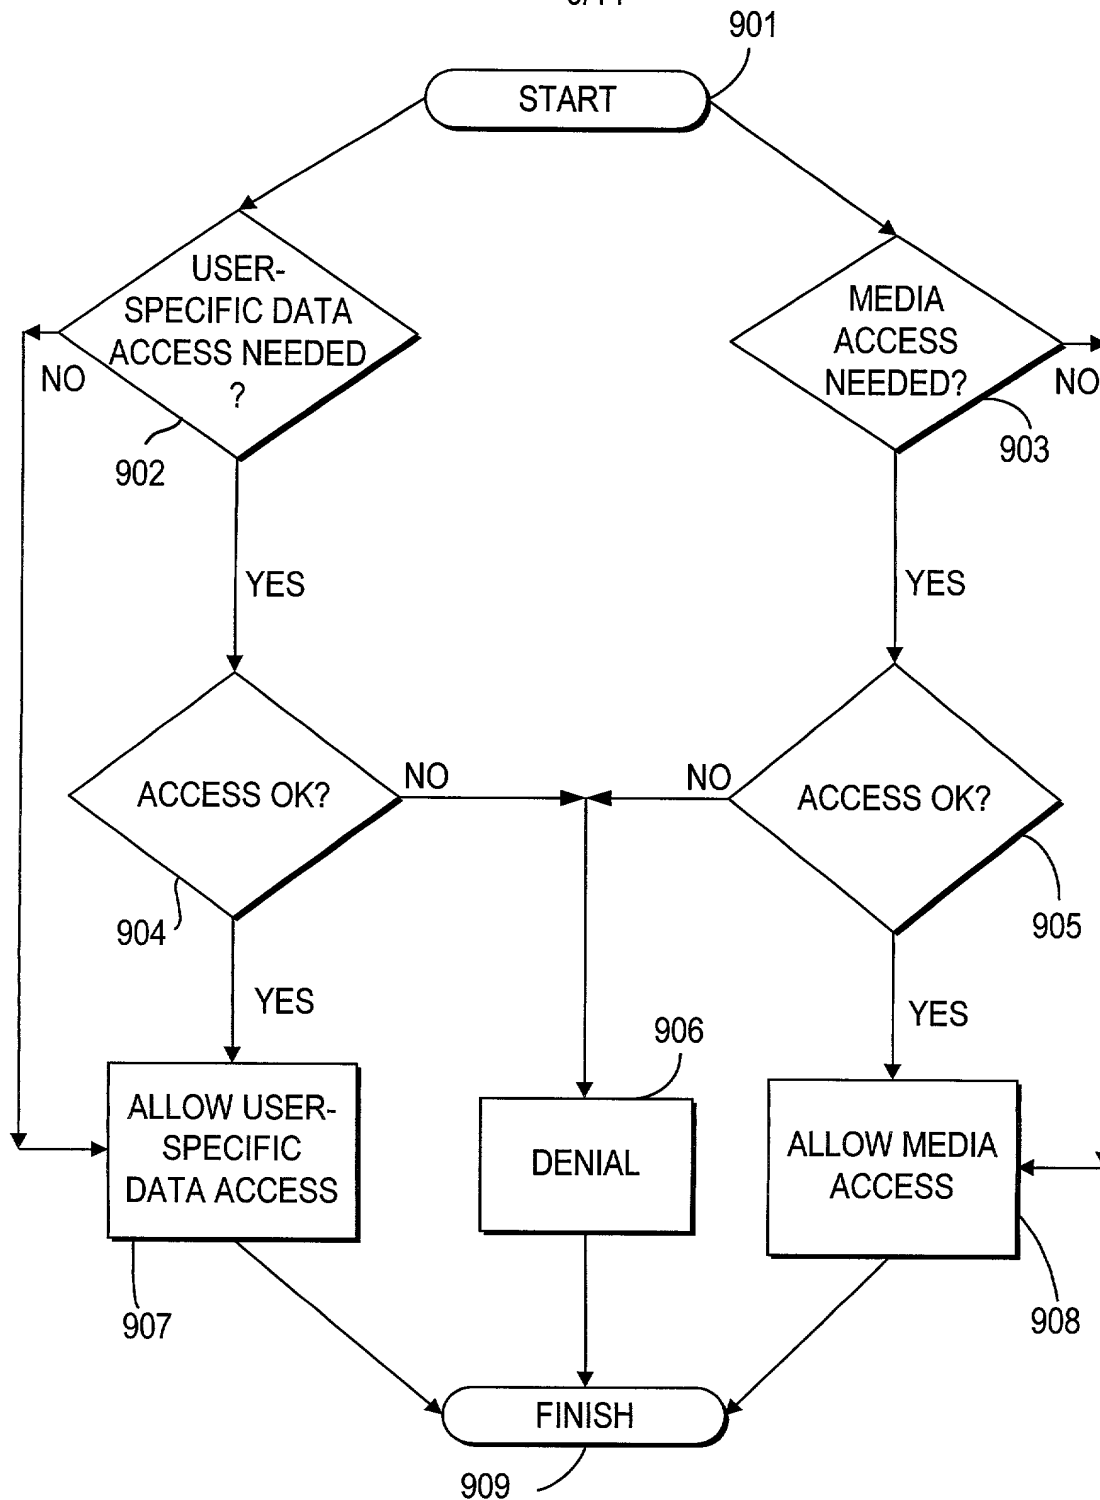 901
START
USER-
SPECIFIC DATA
ACCESS NEEDED
?
NO
902
MEDIA
ACCESS
NEEDED?
NO
903
YES
YES
ACCESS OK?
NO
904
NO
ACCESS OK?
905
YES
YES
906
ALLOW USER-
SPECIFIC
DATA ACCESS
907
DENIAL
ALLOW MEDIA
ACCESS
908
FINISH
909